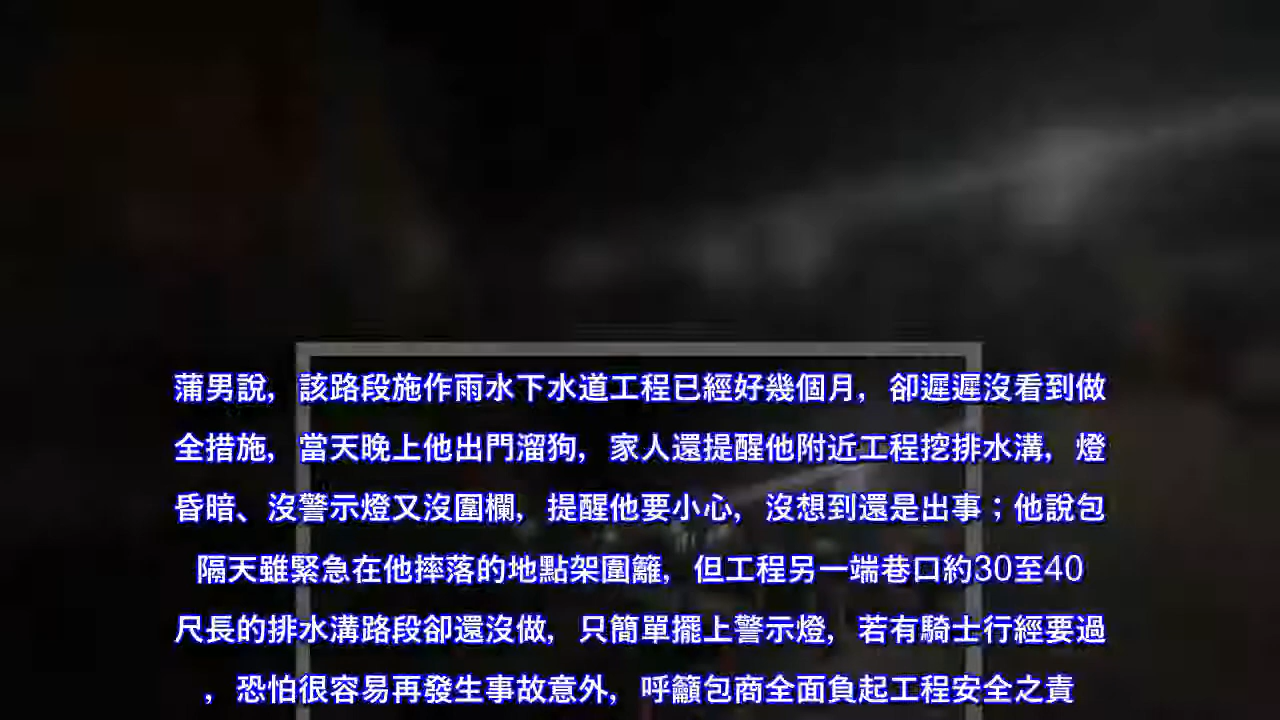 蒲男說，該路段施作雨水下水道工程已經好幾個月，卻遲遲沒看到做
全措施，當天晚上他出門溜狗，家人還提醒他附近工程挖排水溝，燈
昏暗、沒警示燈又沒圍欄，提醒他要小心，沒想到還是出事；他說包
隔天雖緊急在他摔落的地點架圍籬，但工程另一端巷口約30至40
尺長的排水溝路段卻還沒做，只簡單擺上警示燈，若有騎士行經要過
，恐怕很容易再發生事故意外，呼籲包商全面負起工程安全之責